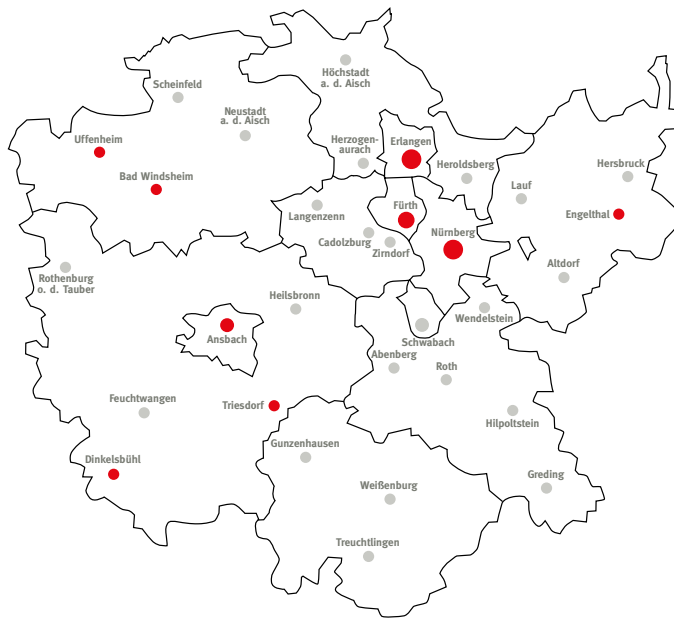 Höchstadt
a. d. Aisch
Scheinfeld
Neustadt
a. d. Aisch
Uffenheim
Herzogen-
aurach
Erlangen
Heroldsberg
Hersbruck
Bad Windsheim
Lauf
Langenzenn
Fürth
Engelthal
Cadolzburg
Zirndorf
Nürnberg
Altdorf
Rothenburg
o. d. Tauber
Heilsbronn
Wendelstein
Ansbach
Schwabach
Abenberg
Roth
Feuchtwangen
Triesdorf
Hilpoltstein
Gunzenhausen
Dinkelsbühl
Greding
Weißenburg
Treuchtlingen